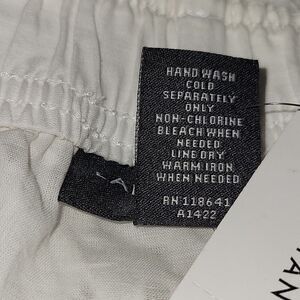 HAND WASH
COLD
SEPARATELY
ONLY
NON-CHLORINE
BLEACH WHEN
NEEDED
LINE DRY
WARM IRON
WHEN NEEDED
RN 118641
A1422